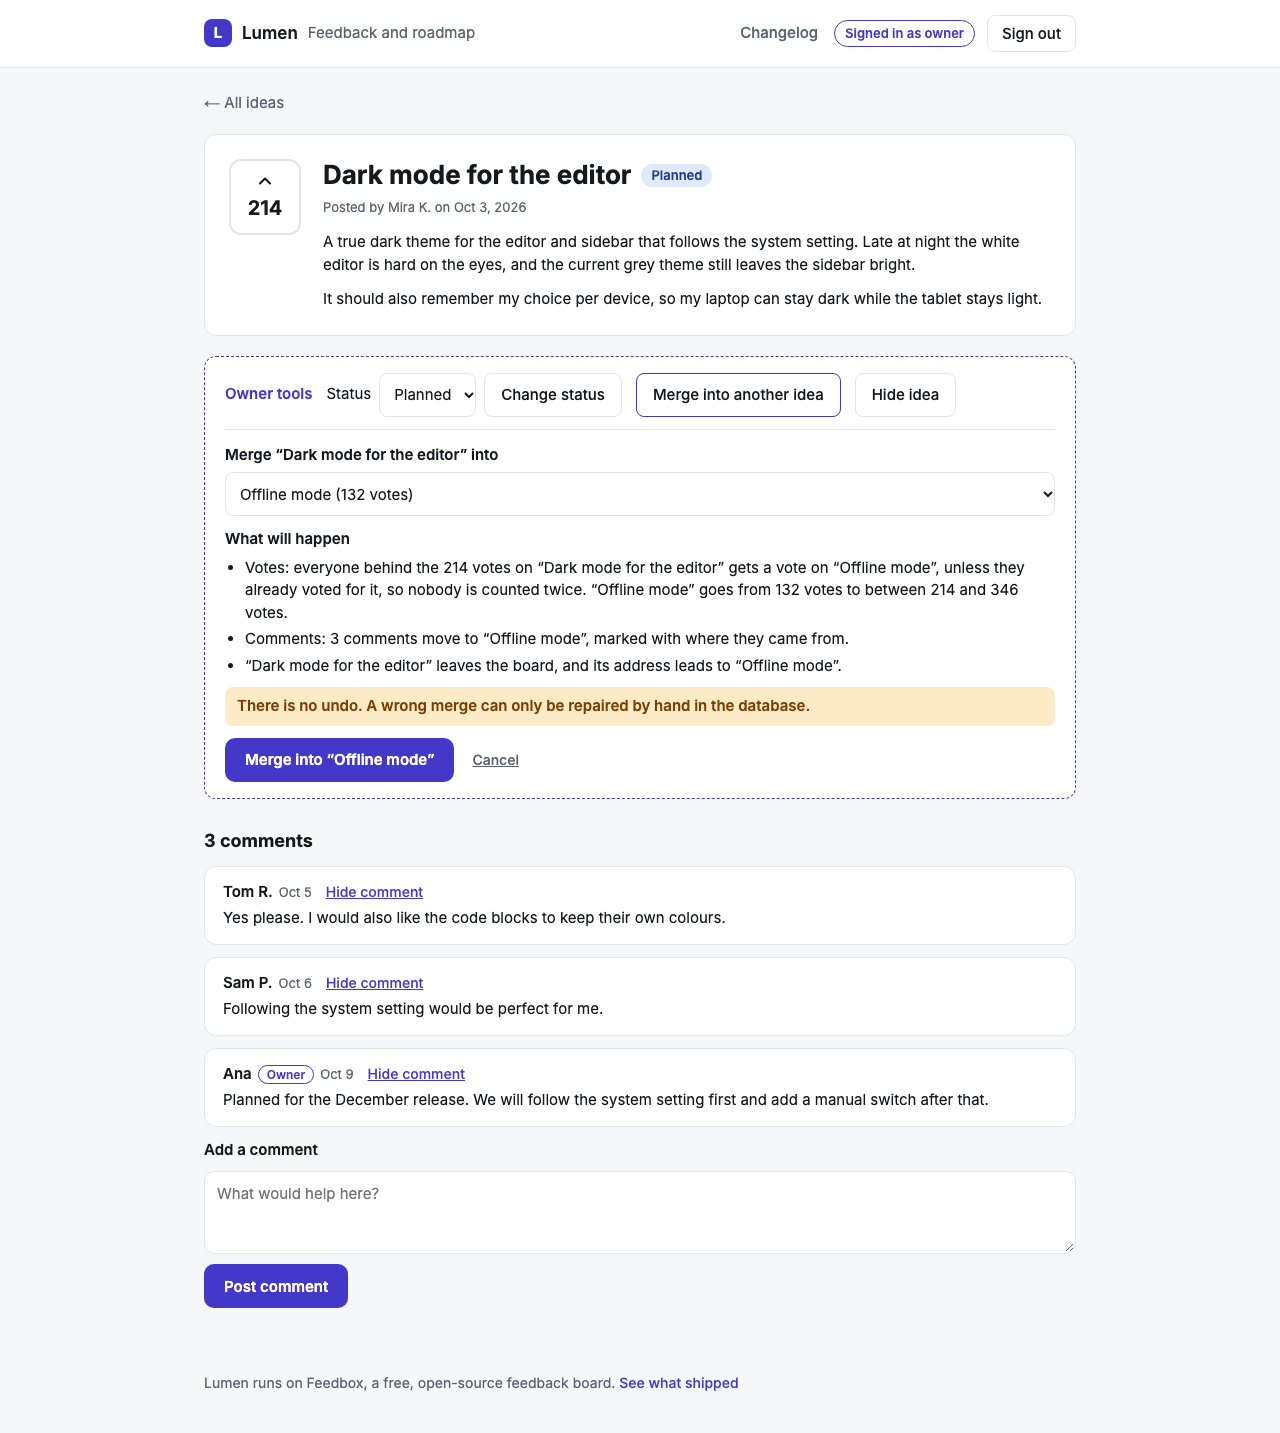 L Lumen Feedback and roadmap Changelog Signed in as owner Sign out
← All ideas
214
Dark mode for the editor Planned
Posted by Mira K. on Oct 3, 2026
A true dark theme for the editor and sidebar that follows the system setting. Late at night the white
editor is hard on the eyes, and the current grey theme still leaves the sidebar bright.
It should also remember my choice per device, so my laptop can stay dark while the tablet stays light.
Owner tools Status Planned Change status Merge into another idea Hide idea
Merge “Dark mode for the editor” into
Offline mode (132 votes)
What will happen
• Votes: everyone behind the 214 votes on “Dark mode for the editor” gets a vote on “Offline mode”, unless they
already voted for it, so nobody is counted twice. “Offline mode” goes from 132 votes to between 214 and 346
votes.
• Comments: 3 comments move to “Offline mode”, marked with where they came from.
• “Dark mode for the editor” leaves the board, and its address leads to “Offline mode”.
There is no undo. A wrong merge can only be repaired by hand in the database.
Merge into “Offline mode” Cancel
3 comments
Tom R. Oct 5 Hide comment
Yes please. I would also like the code blocks to keep their own colours.
Sam P. Oct 6 Hide comment
Following the system setting would be perfect for me.
Ana Owner Oct 9 Hide comment
Planned for the December release. We will follow the system setting first and add a manual switch after that.
Add a comment
What would help here?
Post comment
Lumen runs on Feedbox, a free, open-source feedback board. See what shipped